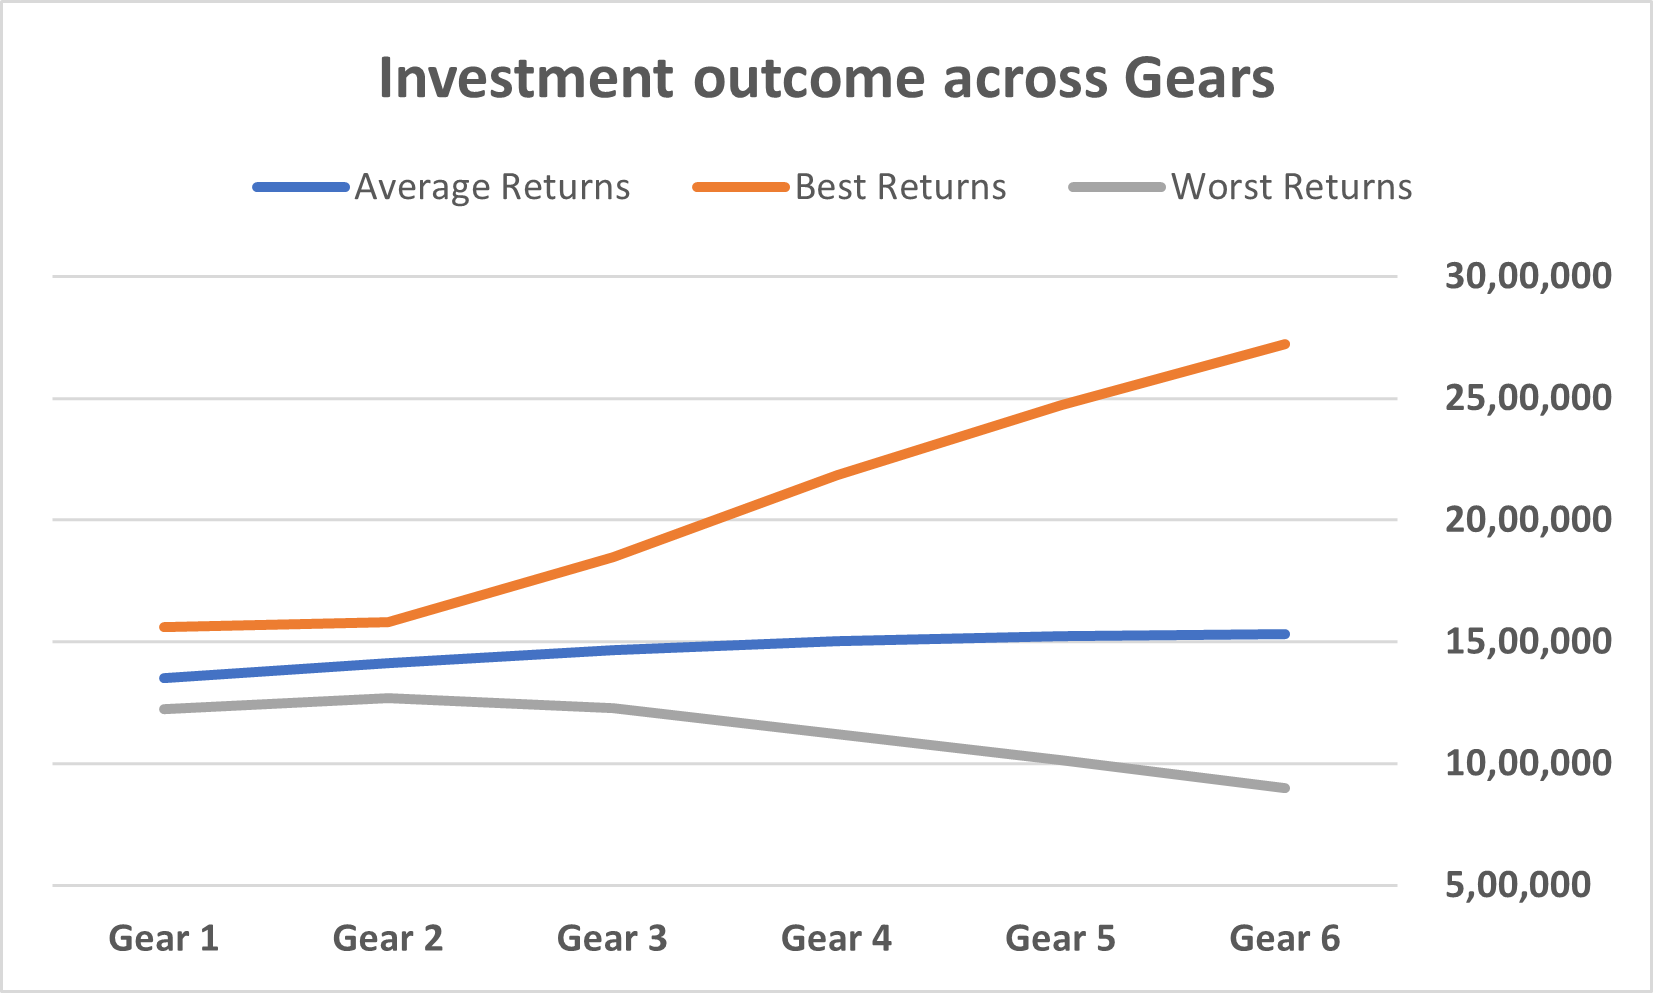 Investment outcome across Gears
Average Returns Best Returns Worst Returns
30,00,000
25,00,000
20,00,000
15,00,000
10,00,000
5,00,000
Gear 1 Gear 2 Gear 3 Gear 4 Gear 5 Gear 6